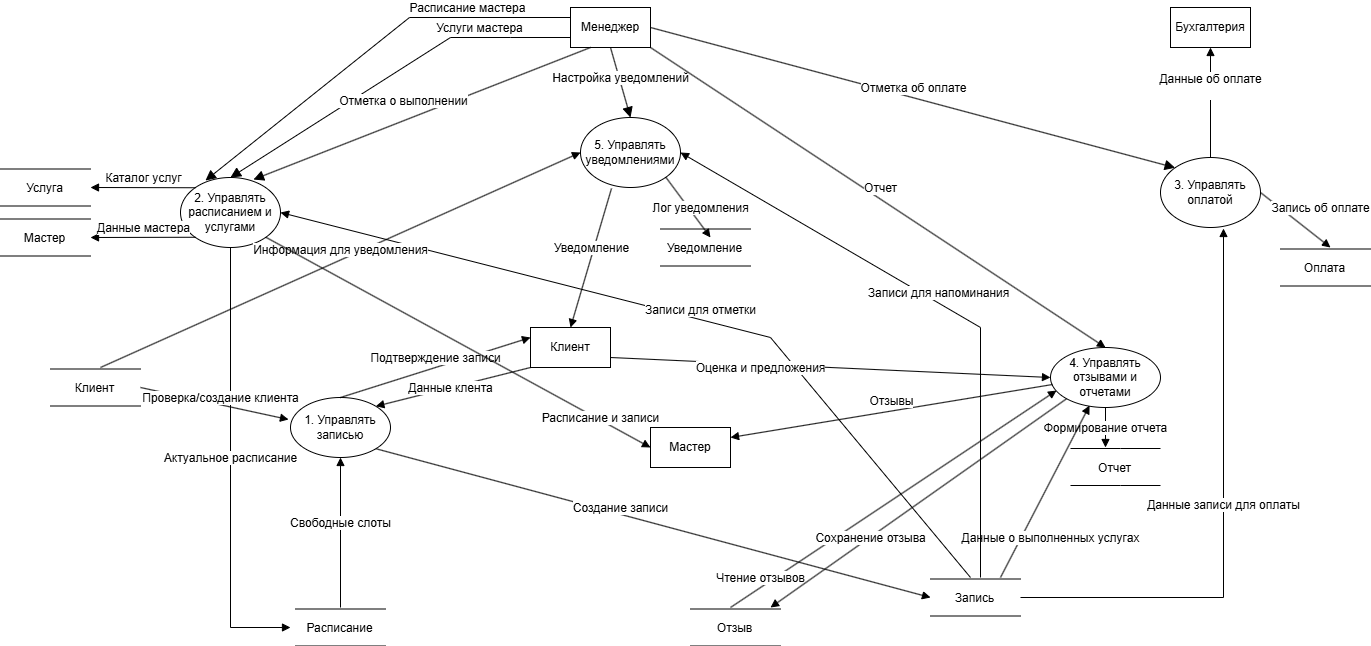 Расписание мастера
Менеджер
Бухгалтерия
Услуги мастера
Настройка уведомлений
Данные об оплате
Отметка об оплате
Отметка о выполнении
5. Управлять
уведомлениями
Каталог услуг
Услуга
Отчет
3. Управлять
оплатой
2. Управлять
расписанием и
услугами
Лог уведомления
Запись об оплате
Данные мастера
Мастер
Информация для уведомления
Уведомление
Уведомление
Оплата
Записи для напоминания
Записи для отметки
Клиент
Подтверждение записи
Оценка и предложения
4. Управлять
отзывами и
отчетами
Клиент
Данные клента
Проверка/создание клиента
Отзывы
Расписание и записи
1. Управлять
записью
Формирование отчета
Мастер
Актуальное расписание
Отчет
Создание записи
Данные записи для оплаты
Свободные слоты
Сохранение отзыва
Данные о выполненных услугах
Чтение отзывов
Запись
Расписание
Отзыв